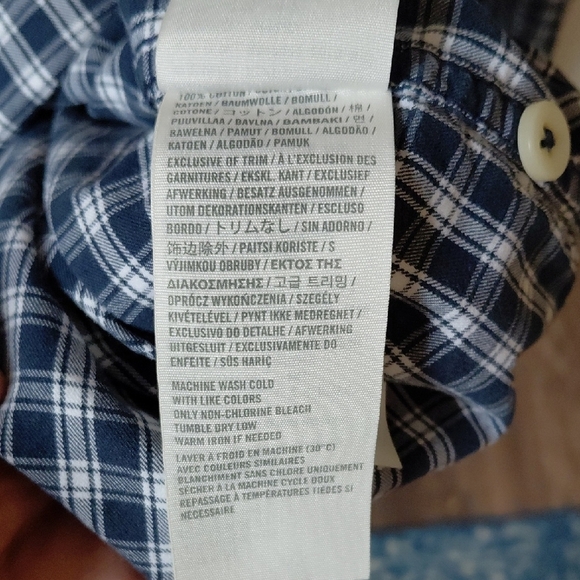 100% COTTON /
KATOEN / BAUMWOLLE / BOMULL /
COTONE / コットン / ALGODÓN / 棉 /
PUUVILLAA / BAVLNA / ΒΑΜΒΑΚΙ / 면 /
BAWEŁNA / PAMUT / BOMULL / ALGODÃO /
KATOEN / ALGODÃO / PAMUK
EXCLUSIVE OF TRIM / À L'EXCLUSION DES
GARNITURES / EKSKL. KANT / EXCLUSIEF
AFWERKING / BESATZ AUSGENOMMEN /
UTOM DEKORATIONSKANTEN / ESCLUSO
BORDO / トリムなし / SIN ADORNO /
饰边除外 / PAITSI KORISTE / S
VÝJIMKOU OBRUBY / ΕΚΤΟΣ ΤΗΣ
ΔΙΑΚΟΣΜΗΣΗΣ / 고급 트리밍 /
OPRÓCZ WYKOŃCZENIA / SZEGÉLY
KIVÉTELÉVEL / PYNT IKKE MEDREGNET /
EXCLUSIVO DO DETALHE / AFWERKING
UITGESLUIT / EXCLUSIVAMENTO DO
ENFEITE / SÜS HARİÇ
MACHINE WASH COLD
WITH LIKE COLORS
ONLY NON-CHLORINE BLEACH
TUMBLE DRY LOW
WARM IRON IF NEEDED
LAVER À FROID EN MACHINE (30°C)
AVEC COULEURS SIMILAIRES
BLANCHIMENT SANS CHLORE UNIQUEMENT
SÉCHER À LA MACHINE CYCLE DOUX
REPASSAGE À TEMPÉRATURES TIÈDES SI
NÉCESSAIRE